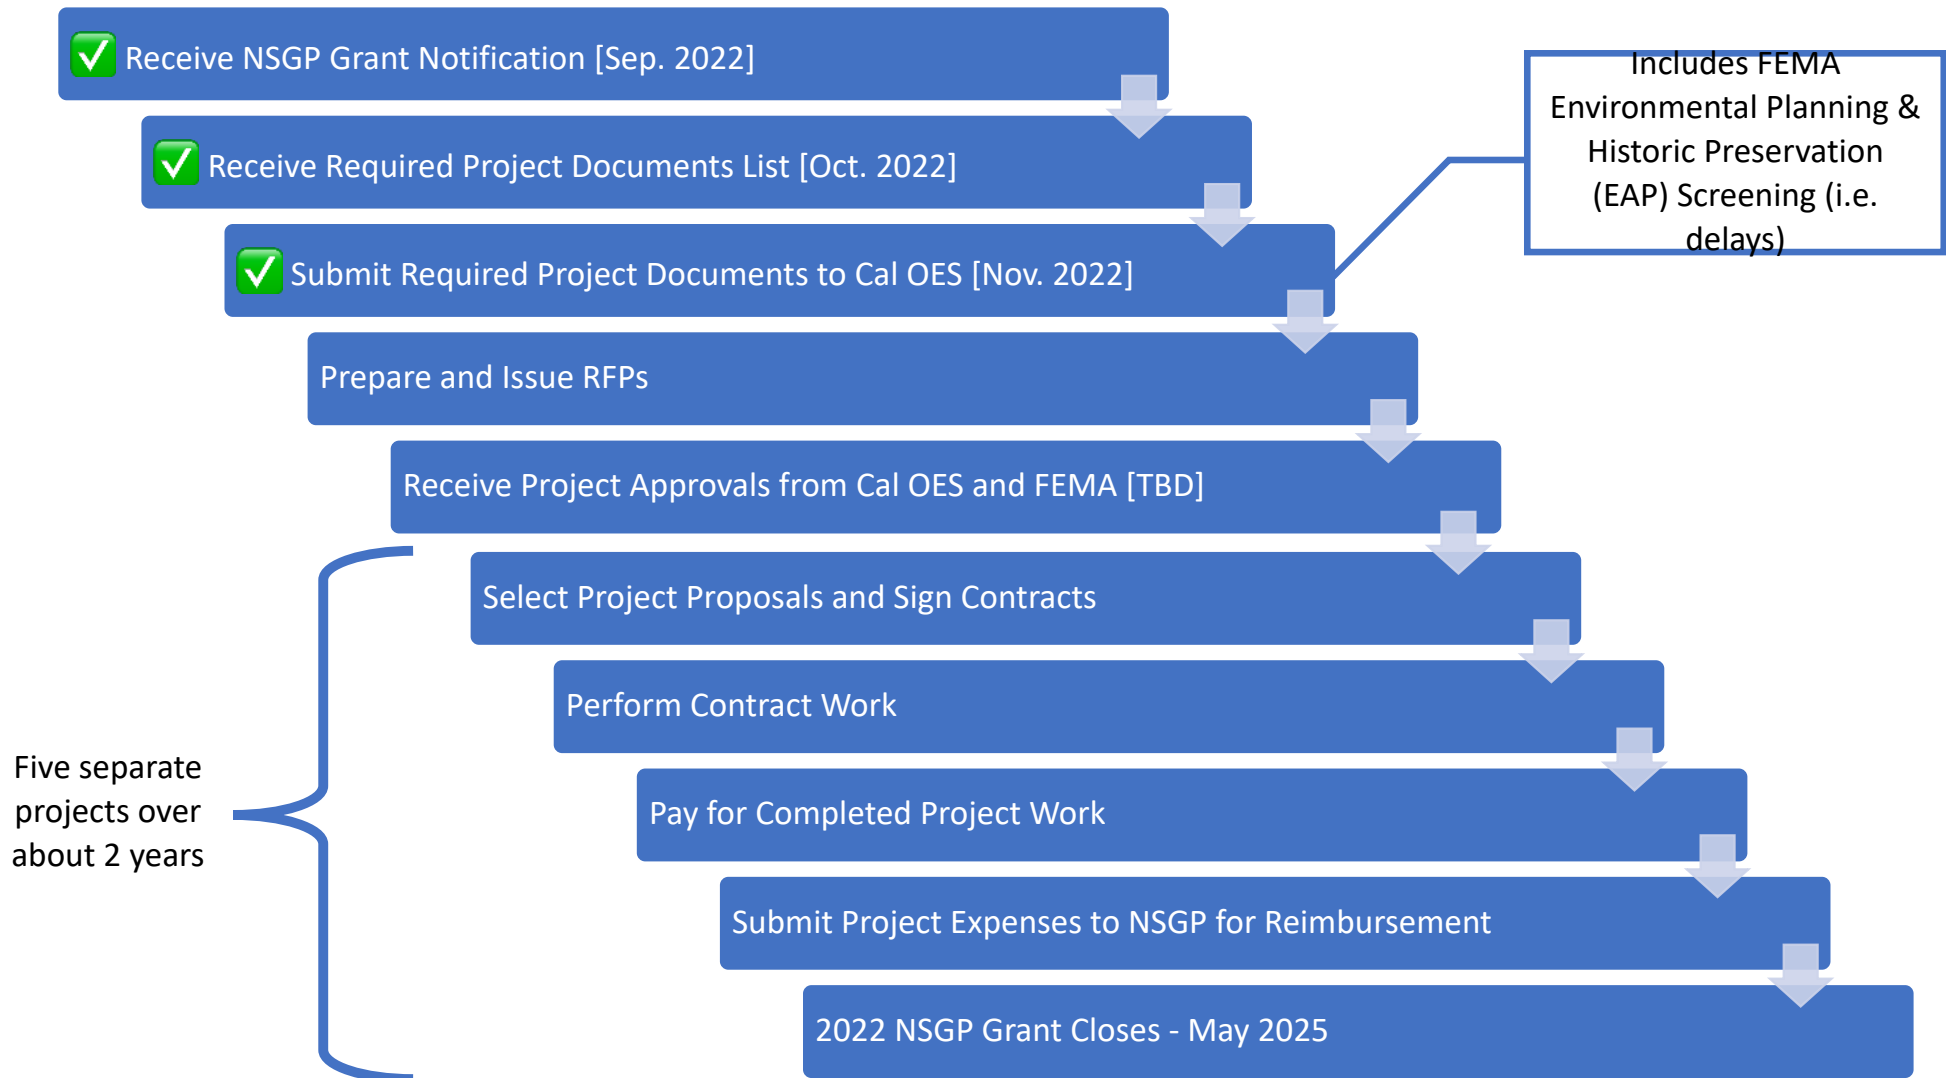 ✅ Receive NSGP Grant Notification [Sep. 2022]
Includes FEMA
Environmental Planning &
Historic Preservation
(EAP) Screening (i.e.
delays)
✅ Receive Required Project Documents List [Oct. 2022]
✅ Submit Required Project Documents to Cal OES [Nov. 2022]
Prepare and Issue RFPs
Receive Project Approvals from Cal OES and FEMA [TBD]
Select Project Proposals and Sign Contracts
Perform Contract Work
Five separate
projects over
about 2 years
Pay for Completed Project Work
Submit Project Expenses to NSGP for Reimbursement
2022 NSGP Grant Closes - May 2025